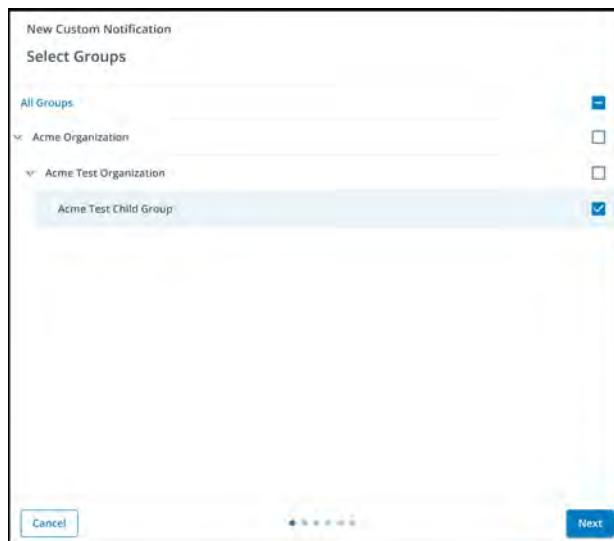 New Custom Notification
Select Groups
All Groups
Acme Organization
Acme Test Organization
Acme Test Child Group
Cancel
Next